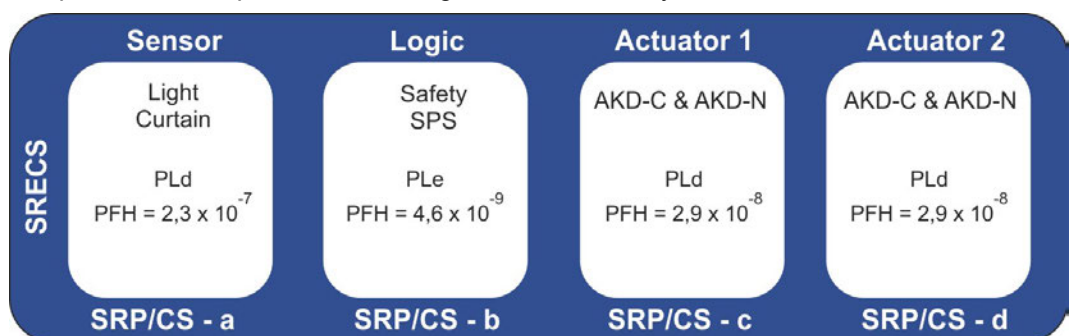 Sensor
Logic
Actuator 1
Actuator 2
SRECS
Light
Curtain
PLd
PFH = 2,3 x 10^-7
Safety
SPS
PLe
PFH = 4,6 x 10^-9
AKD-C & AKD-N
PLd
PFH = 2,9 x 10^-8
AKD-C & AKD-N
PLd
PFH = 2,9 x 10^-8
SRP/CS - a
SRP/CS - b
SRP/CS - c
SRP/CS - d